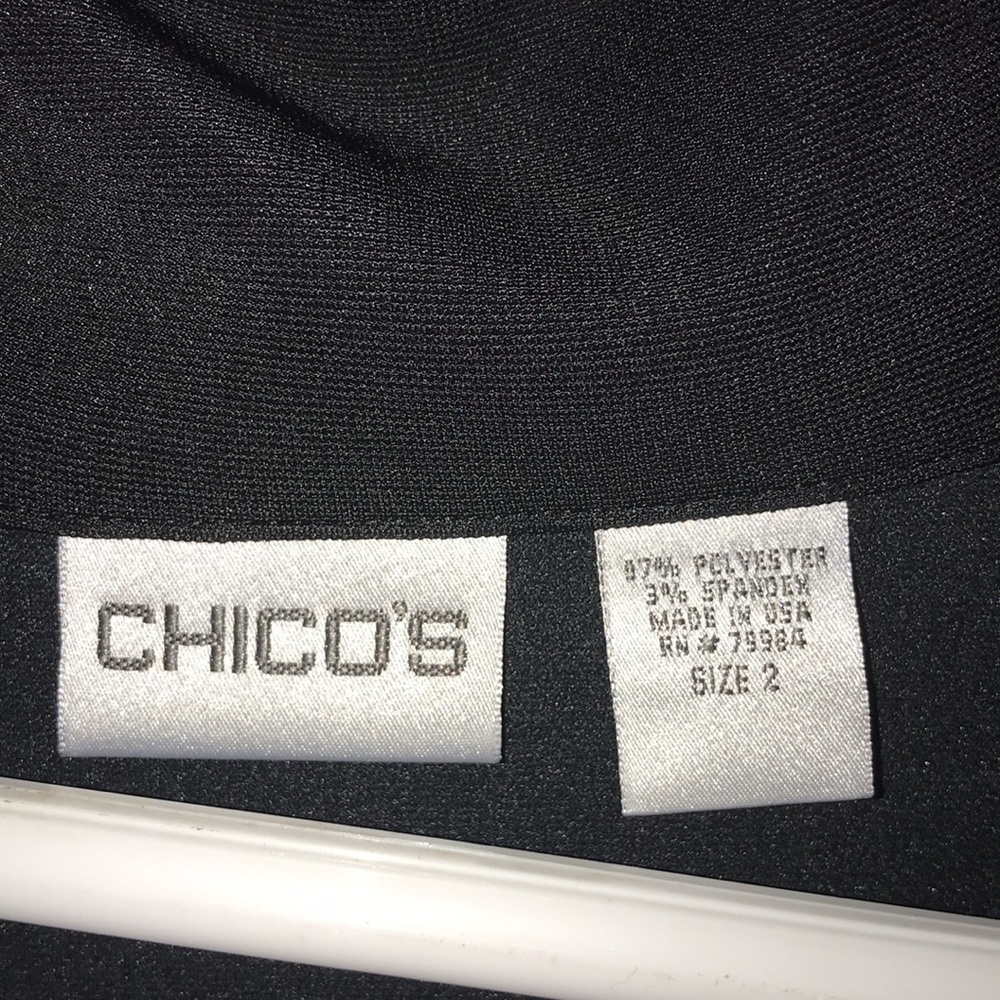 CHICO'S
97% POLYESTER
3% SPANDEX
MADE IN USA
RN # 79984
SIZE 2